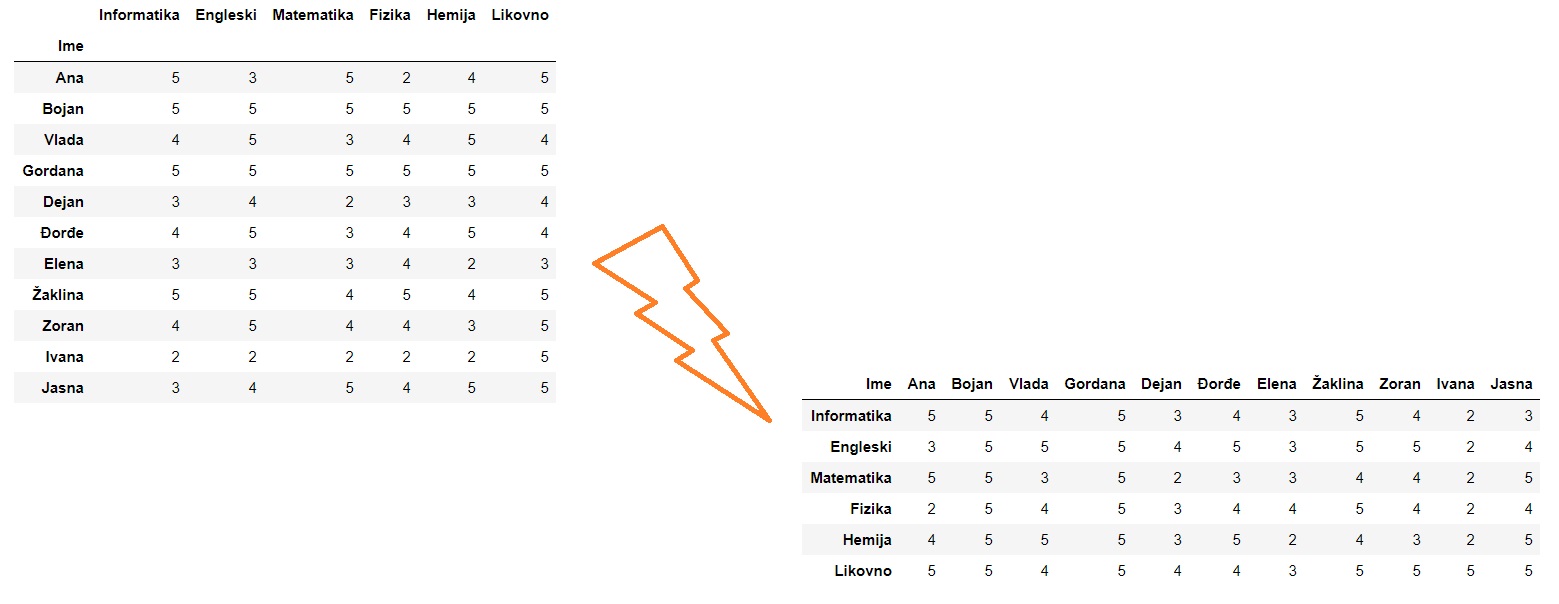 Informatika Engleski Matematika Fizika Hemija Likovno
Ime
Ana 5 3 5 2 4 5
Bojan 5 5 5 5 5 5
Vlada 4 5 3 4 5 4
Gordana 5 5 5 5 5 5
Dejan 3 4 2 3 3 4
Đorđe 4 5 3 4 5 4
Elena 3 3 3 4 2 3
Žaklina 5 5 4 5 4 5
Zoran 4 5 4 4 3 5
Ivana 2 2 2 2 2 5
Jasna 3 4 5 4 5 5
Ime Ana Bojan Vlada Gordana Dejan Đorđe Elena Žaklina Zoran Ivana Jasna
Informatika 5 5 4 5 3 4 3 5 4 2 3
Engleski 3 5 5 5 4 5 3 5 5 2 4
Matematika 5 5 3 5 2 3 3 4 4 2 5
Fizika 2 5 4 5 3 4 4 5 4 2 4
Hemija 4 5 5 5 3 5 2 4 3 2 5
Likovno 5 5 4 5 4 4 3 5 5 5 5